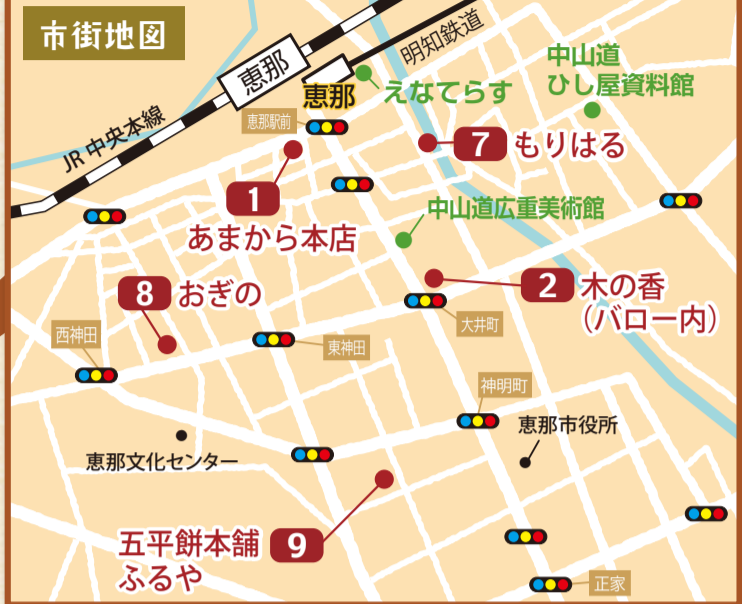 市街地図
恵那
恵那
明知鉄道
JR 中央本線
えなてらす
中山道
ひし屋資料館
恵那駅前
7 もりはる
1
あまから本店
中山道広重美術館
8 おぎの
2 木の香
(バロー内)
大井町
西神田
東神田
神明町
恵那市役所
恵那文化センター
五平餅本舗 9
ふるや
正家